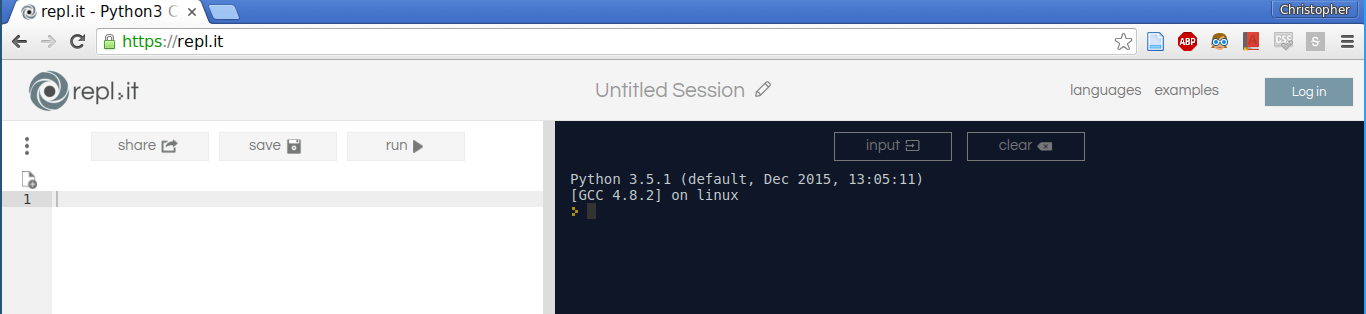 repl.it - Python3 C
Christopher
https://repl.it
ABP
CSS
S
repl.it
Untitled Session
languages examples
Log in
share save run
input clear
1
Python 3.5.1 (default, Dec 2015, 13:05:11)
[GCC 4.8.2] on linux